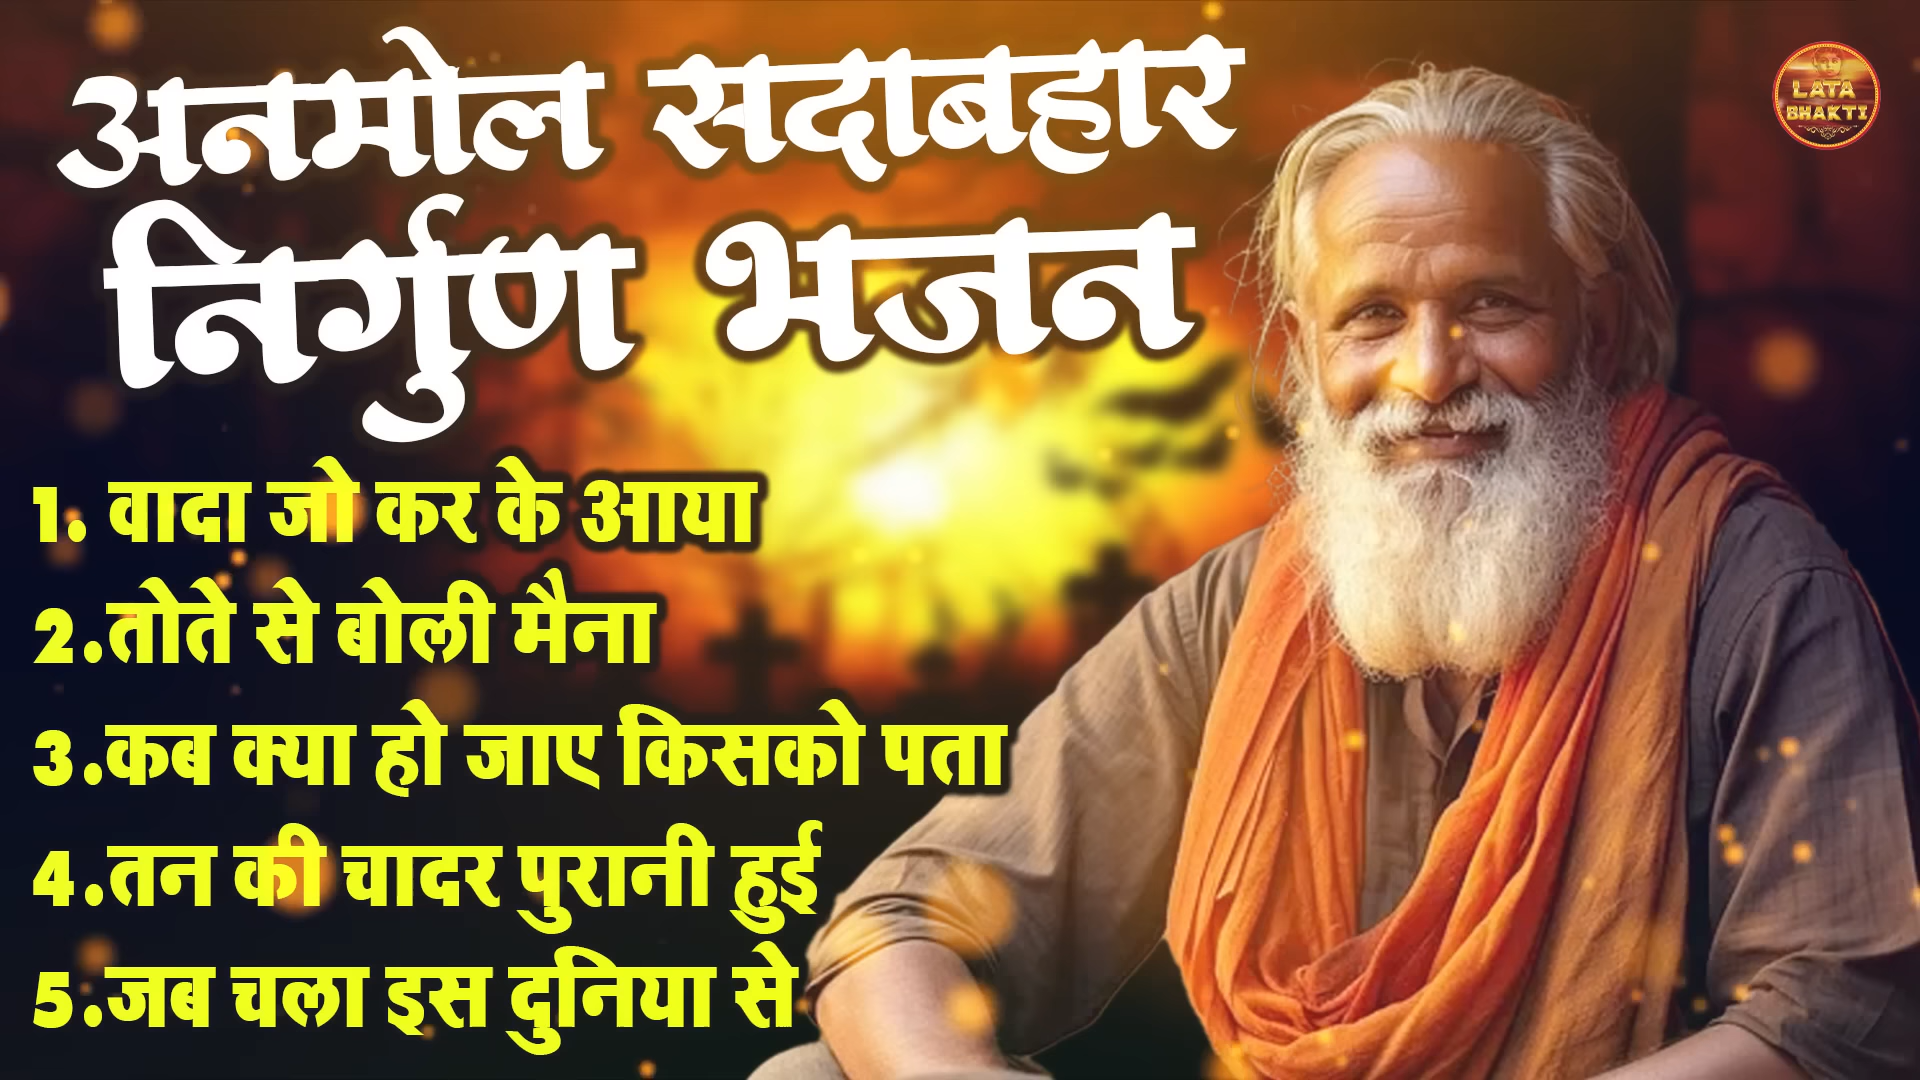 अनमोल सदाबहार
निर्गुण भजन
LATA
BHAKTI
1. वादा जो कर के आया
2.तोते से बोली मैना
3.कब क्या हो जाए किसको पता
4.तन की चादर पुरानी हुई
5.जब चला इस दुनिया से